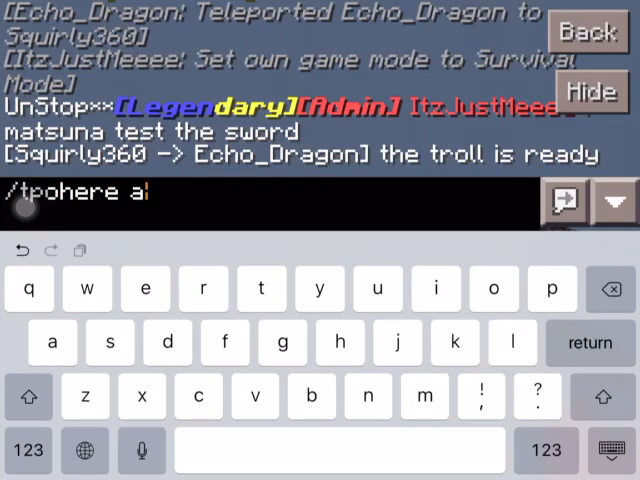 [Echo_Dragon: Teleported Echo_Dragon to
Squirly360]
[ItzJustMeeee: Set own game mode to Survival
Mode]
Back
Hide
UnStop**[Legendary][Admin] ItzJustMeeee
matsuna test the sword
[Squirly360 -> Echo_Dragon] the troll is ready
/tpohere a
q w e r t y u i o p
a s d f g h j k l return
z x c v b n m ! , ? .
123 123